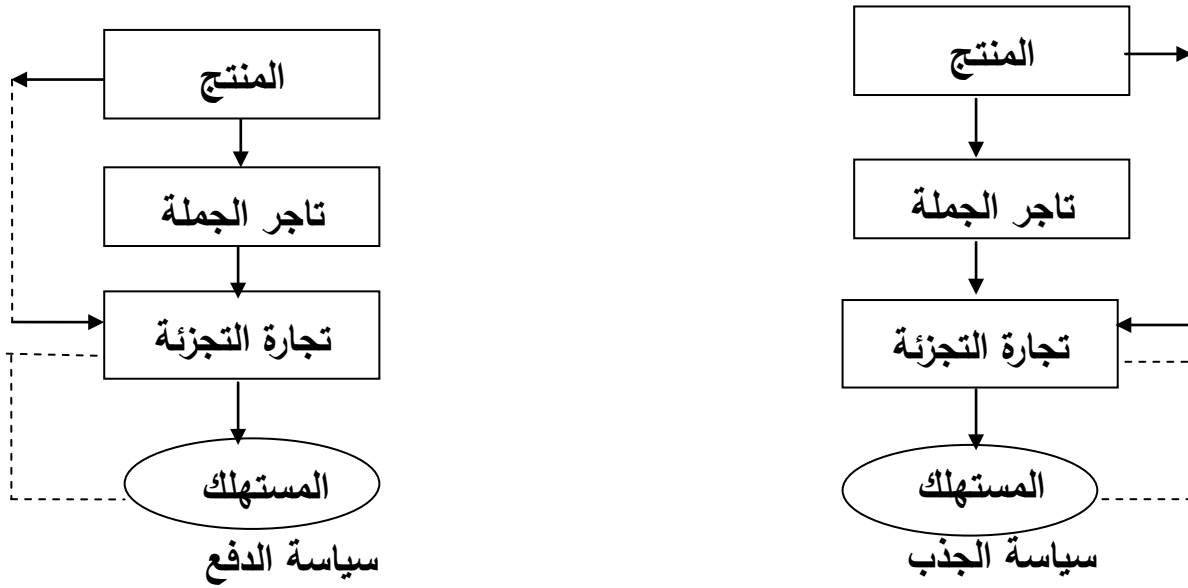 المنتج
تاجر الجملة
تجارة التجزئة
المستهلك
سياسة الجذب
المنتج
تاجر الجملة
تجارة التجزئة
المستهلك
سياسة الدفع